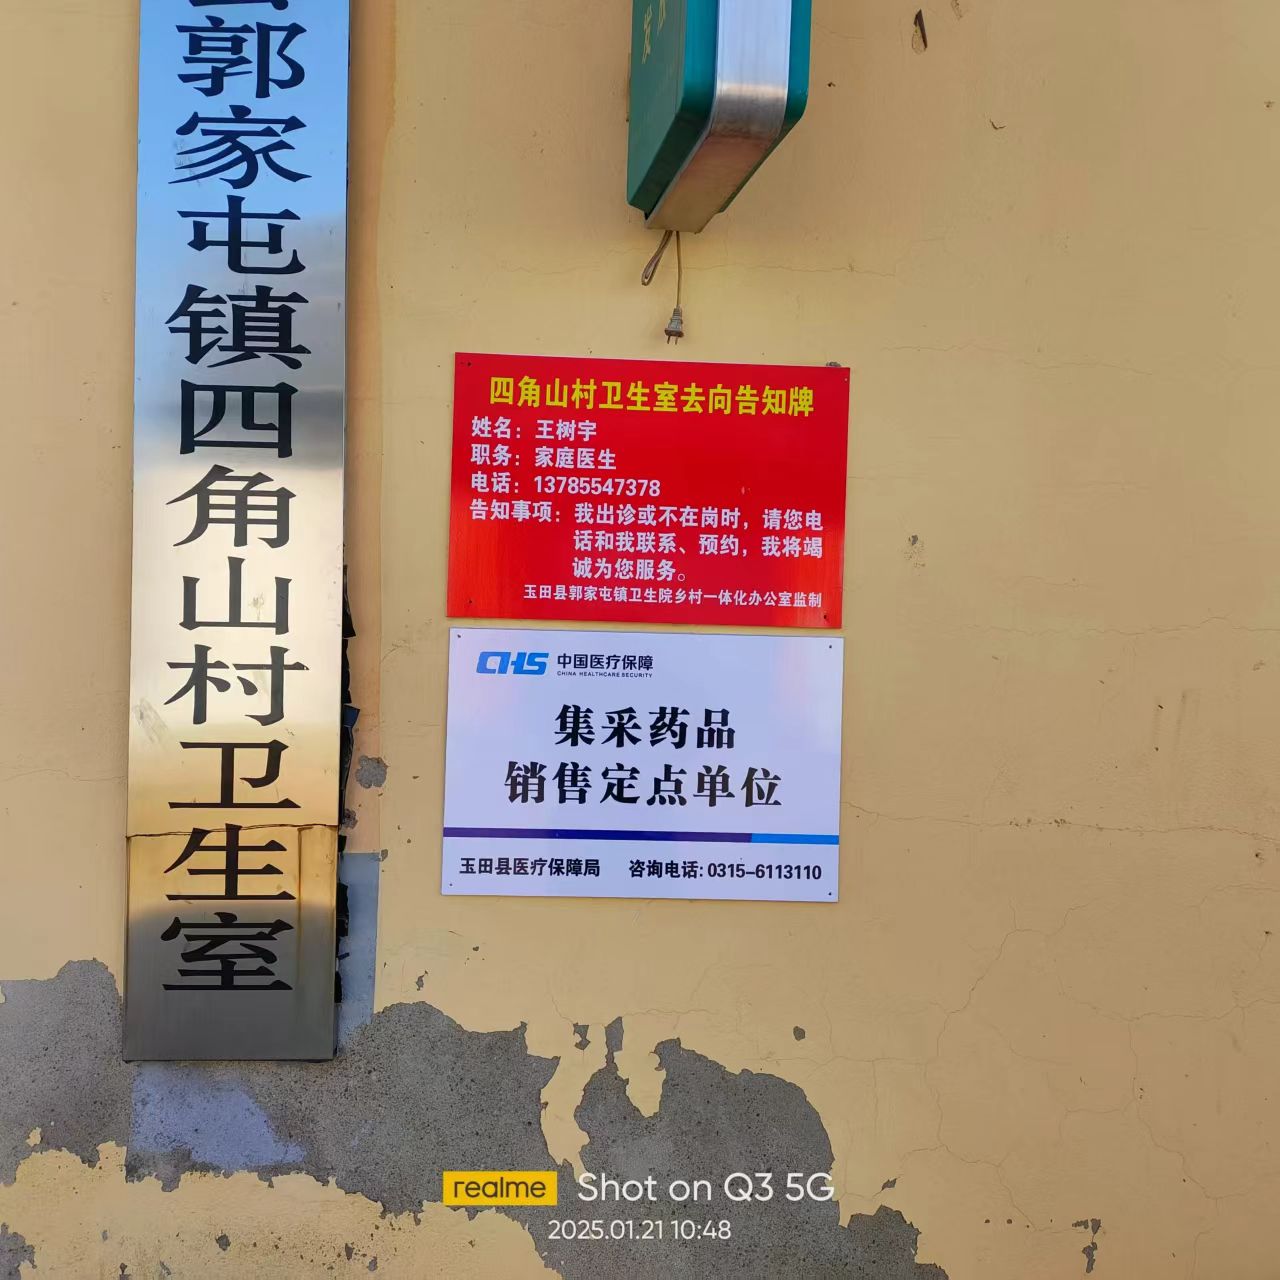 郭家屯镇四角山村卫生室
四角山村卫生室去向告知牌
姓名：王树宇
职务：家庭医生
电话：13785547378
告知事项：我出诊或不在岗时，请您电
话和我联系、预约，我将竭
诚为您服务。
玉田县郭家屯镇卫生院乡村一体化办公室监制
CHS 中国医疗保障
CHINA HEALTHCARE SECURITY
集采药品
销售定点单位
玉田县医疗保障局 咨询电话：0315-6113110
realme Shot on Q3 5G
2025.01.21 10:48